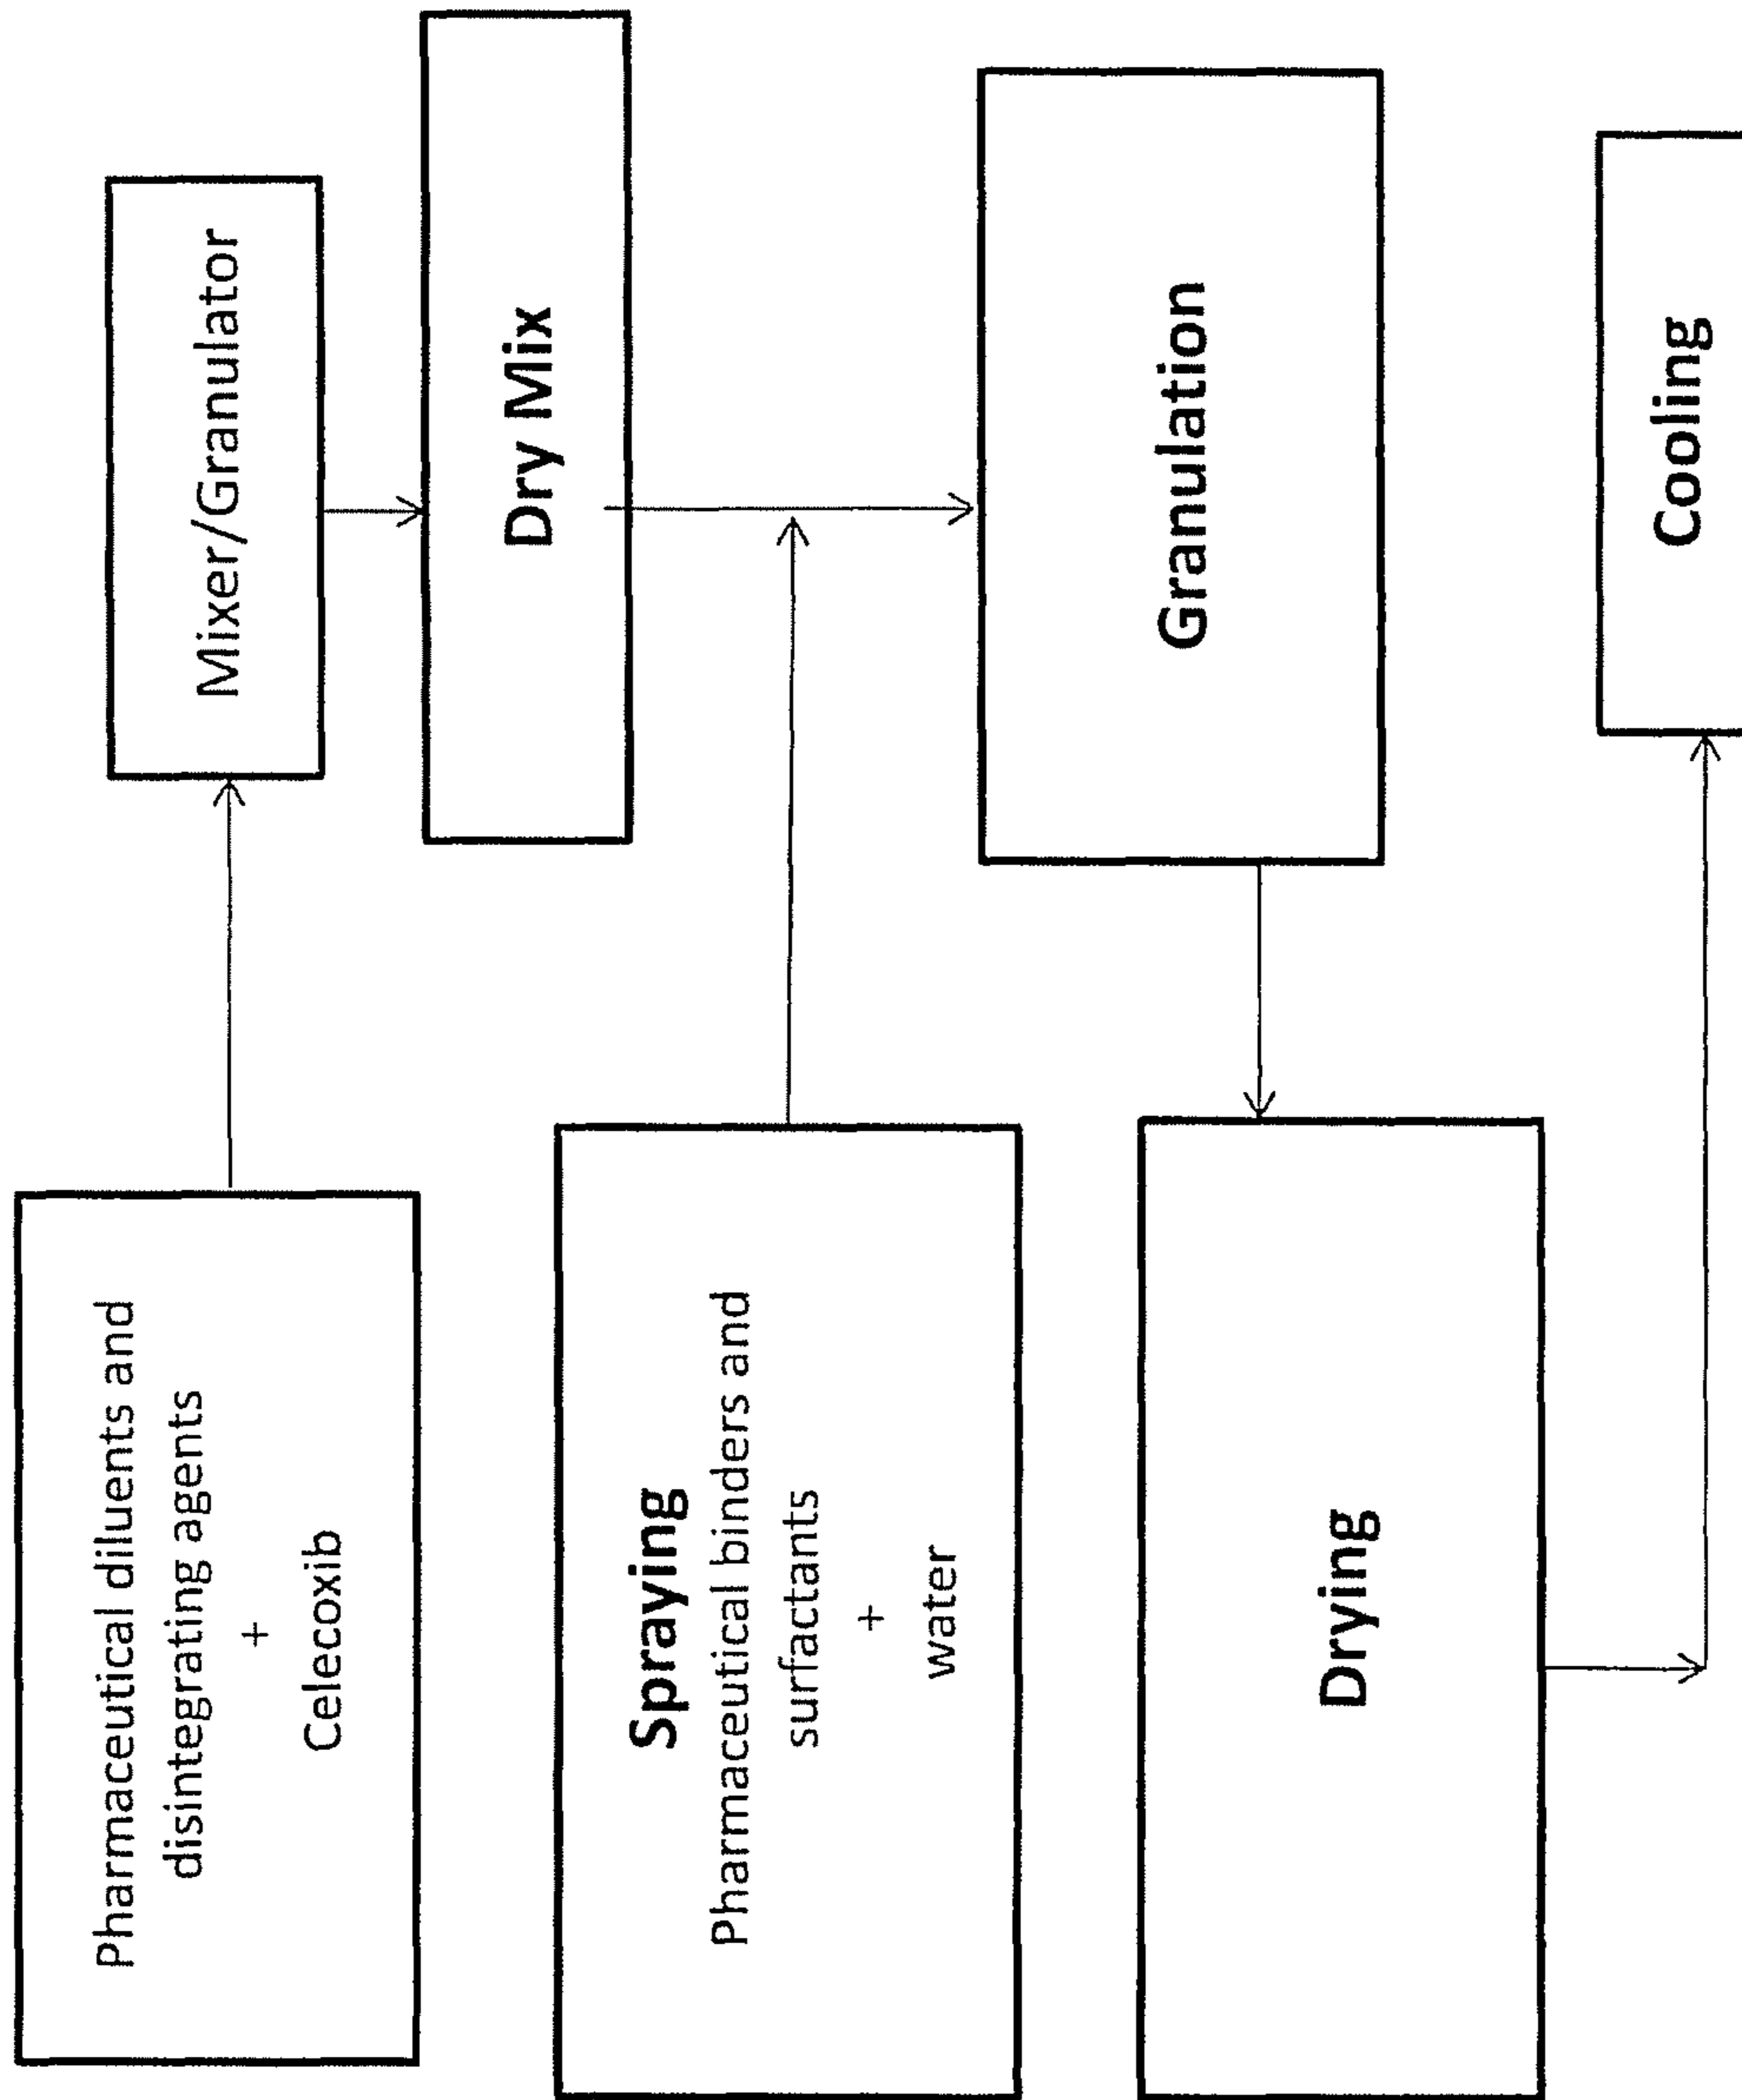 Pharmaceutical diluents and
disintegrating agents
+
Celecoxib
Mixer/Granulator
Dry Mix
Spraying
Pharmaceutical binders and
surfactants
+
water
Granulation
Drying
Cooling